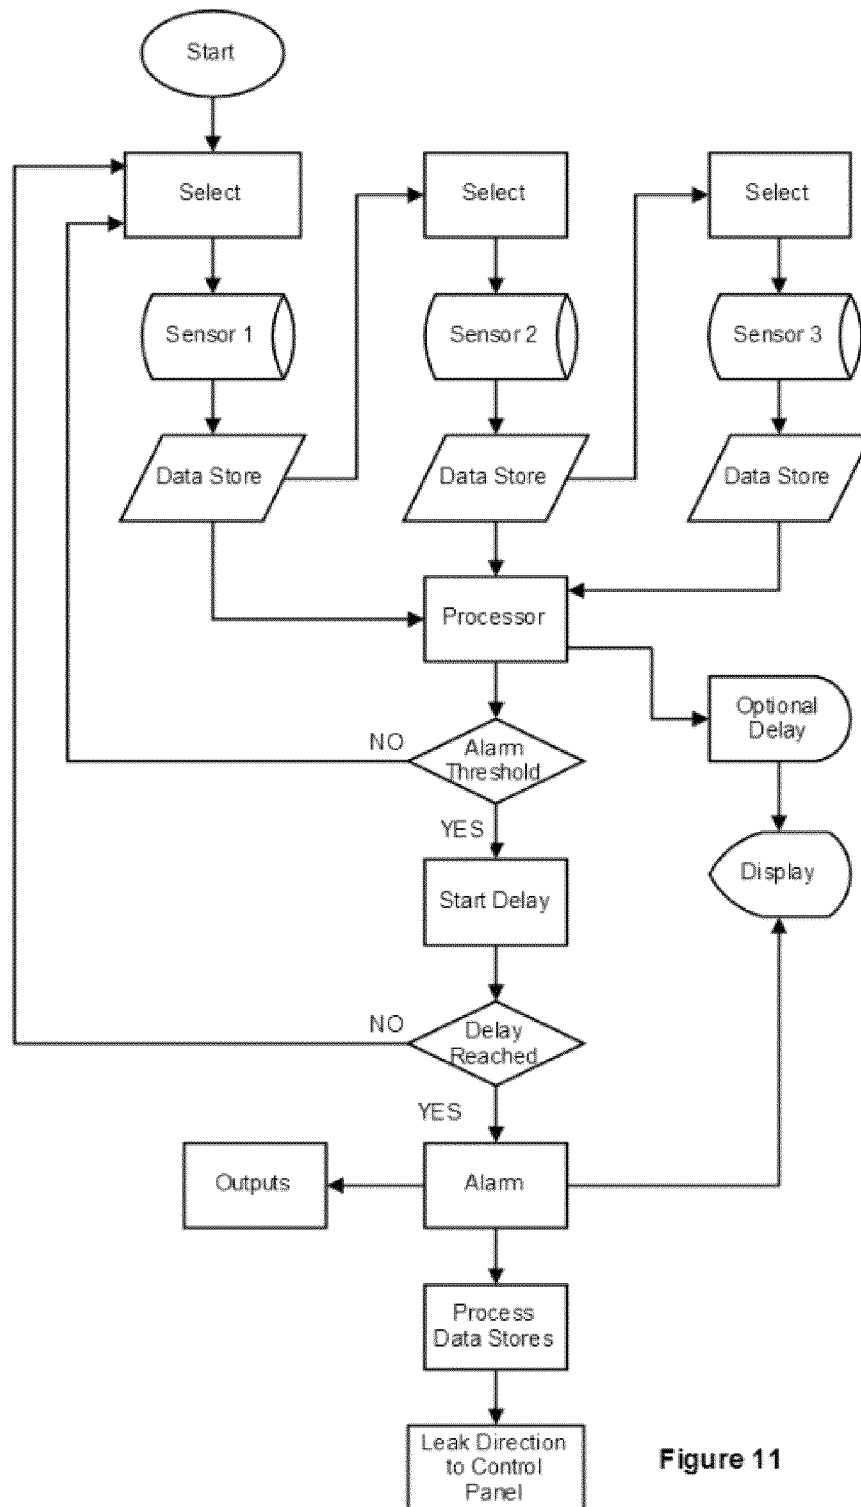 Start
Select
Select
Select
Sensor 1
Sensor 2
Sensor 3
Data Store
Data Store
Data Store
Processor
Optional
Delay
NO
Alarm
Threshold
YES
Display
Start Delay
NO
Delay
Reached
YES
Outputs
Alarm
Process
Data Stores
Leak Direction
to Control
Panel
Figure 11